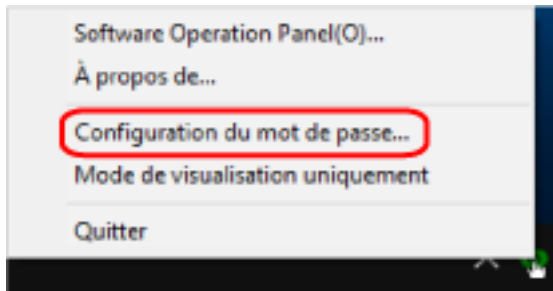 Software Operation Panel(O)...
À propos de...
Configuration du mot de passe...
Mode de visualisation uniquement
Quitter